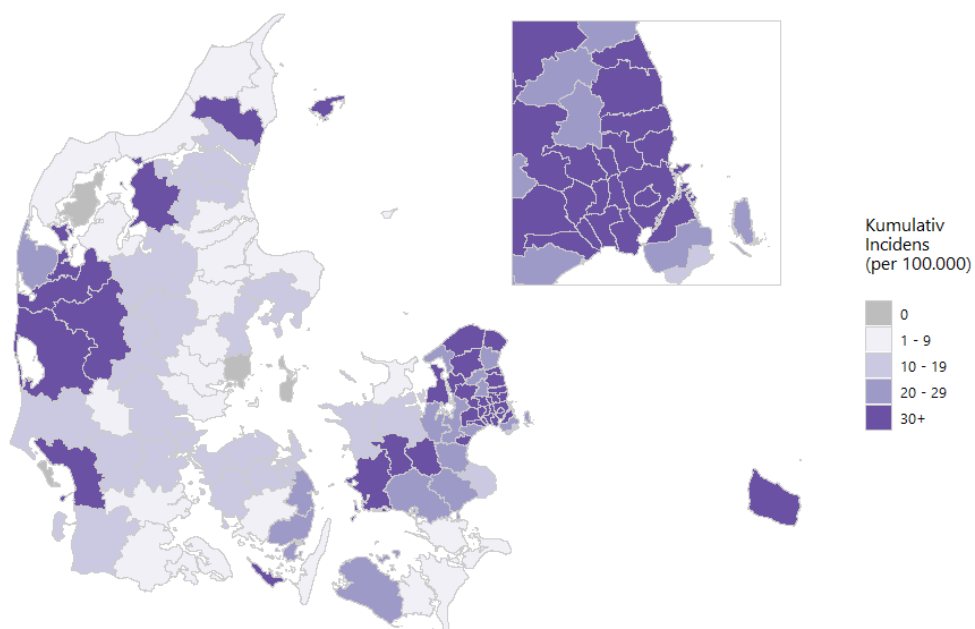 Kumulativ
Incidens
(per 100.000)
0
1 - 9
10 - 19
20 - 29
30+